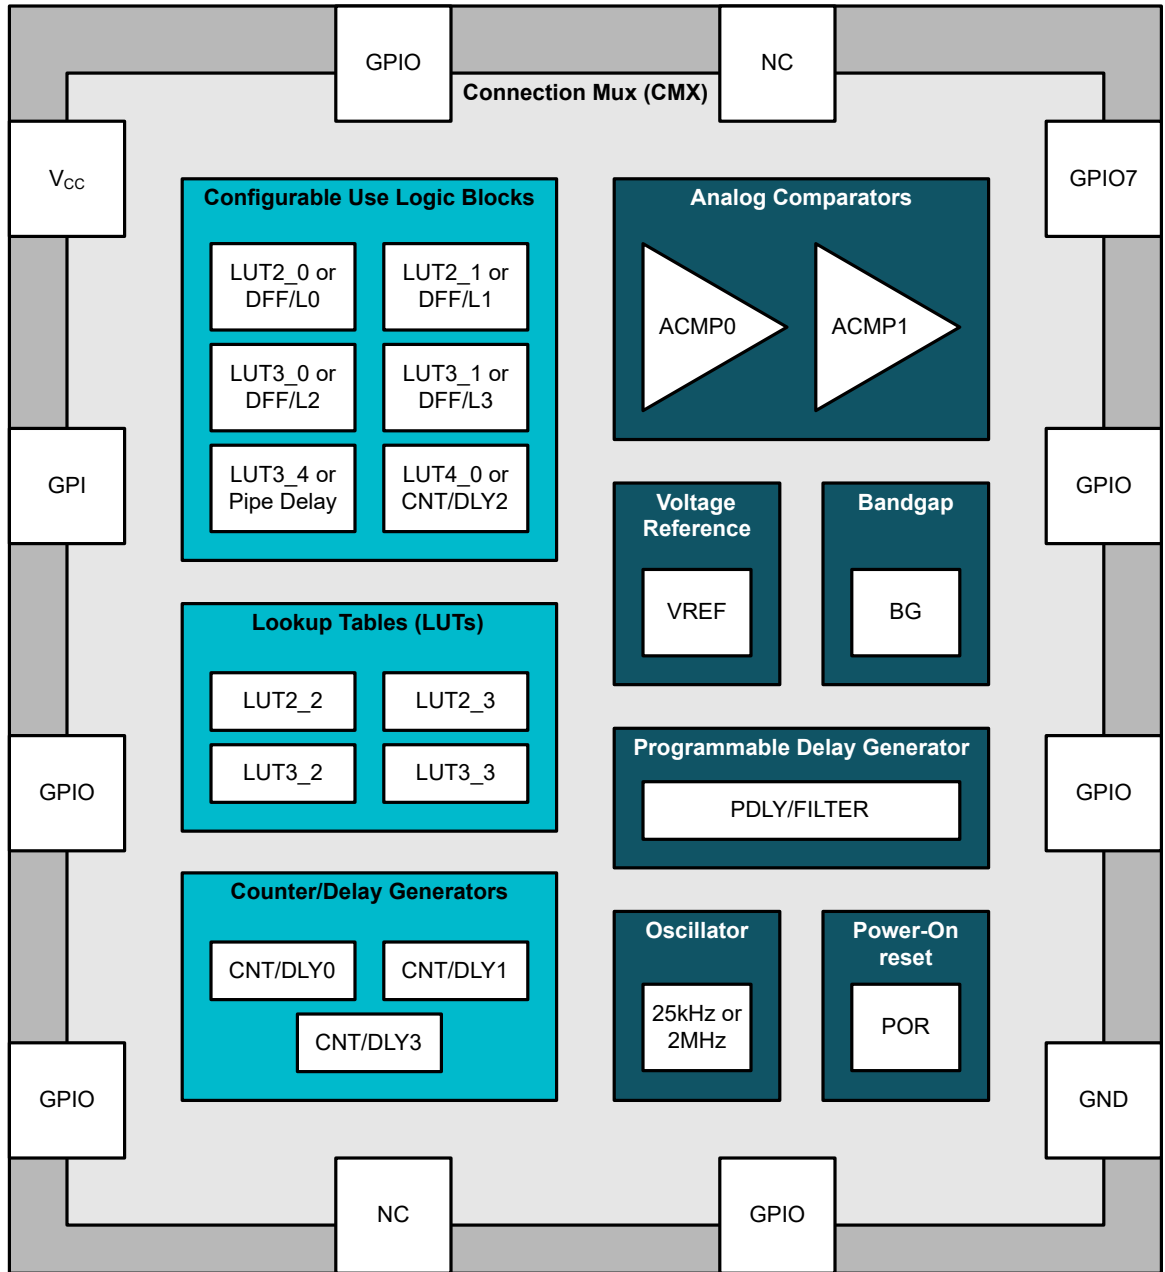 GPIO
NC
Connection Mux (CMX)
VCC
GPIO7
Configurable Use Logic Blocks
LUT2_0 or
DFF/L0
LUT2_1 or
DFF/L1
LUT3_0 or
DFF/L2
LUT3_1 or
DFF/L3
LUT3_4 or
Pipe Delay
LUT4_0 or
CNT/DLY2
Analog Comparators
ACMP0
ACMP1
GPI
GPIO
Voltage
Reference
VREF
Bandgap
BG
Lookup Tables (LUTs)
LUT2_2
LUT2_3
LUT3_2
LUT3_3
Programmable Delay Generator
PDLY/FILTER
GPIO
GPIO
Counter/Delay Generators
CNT/DLY0
CNT/DLY1
CNT/DLY3
Oscillator
25kHz or
2MHz
Power-On
reset
POR
GPIO
GND
NC
GPIO